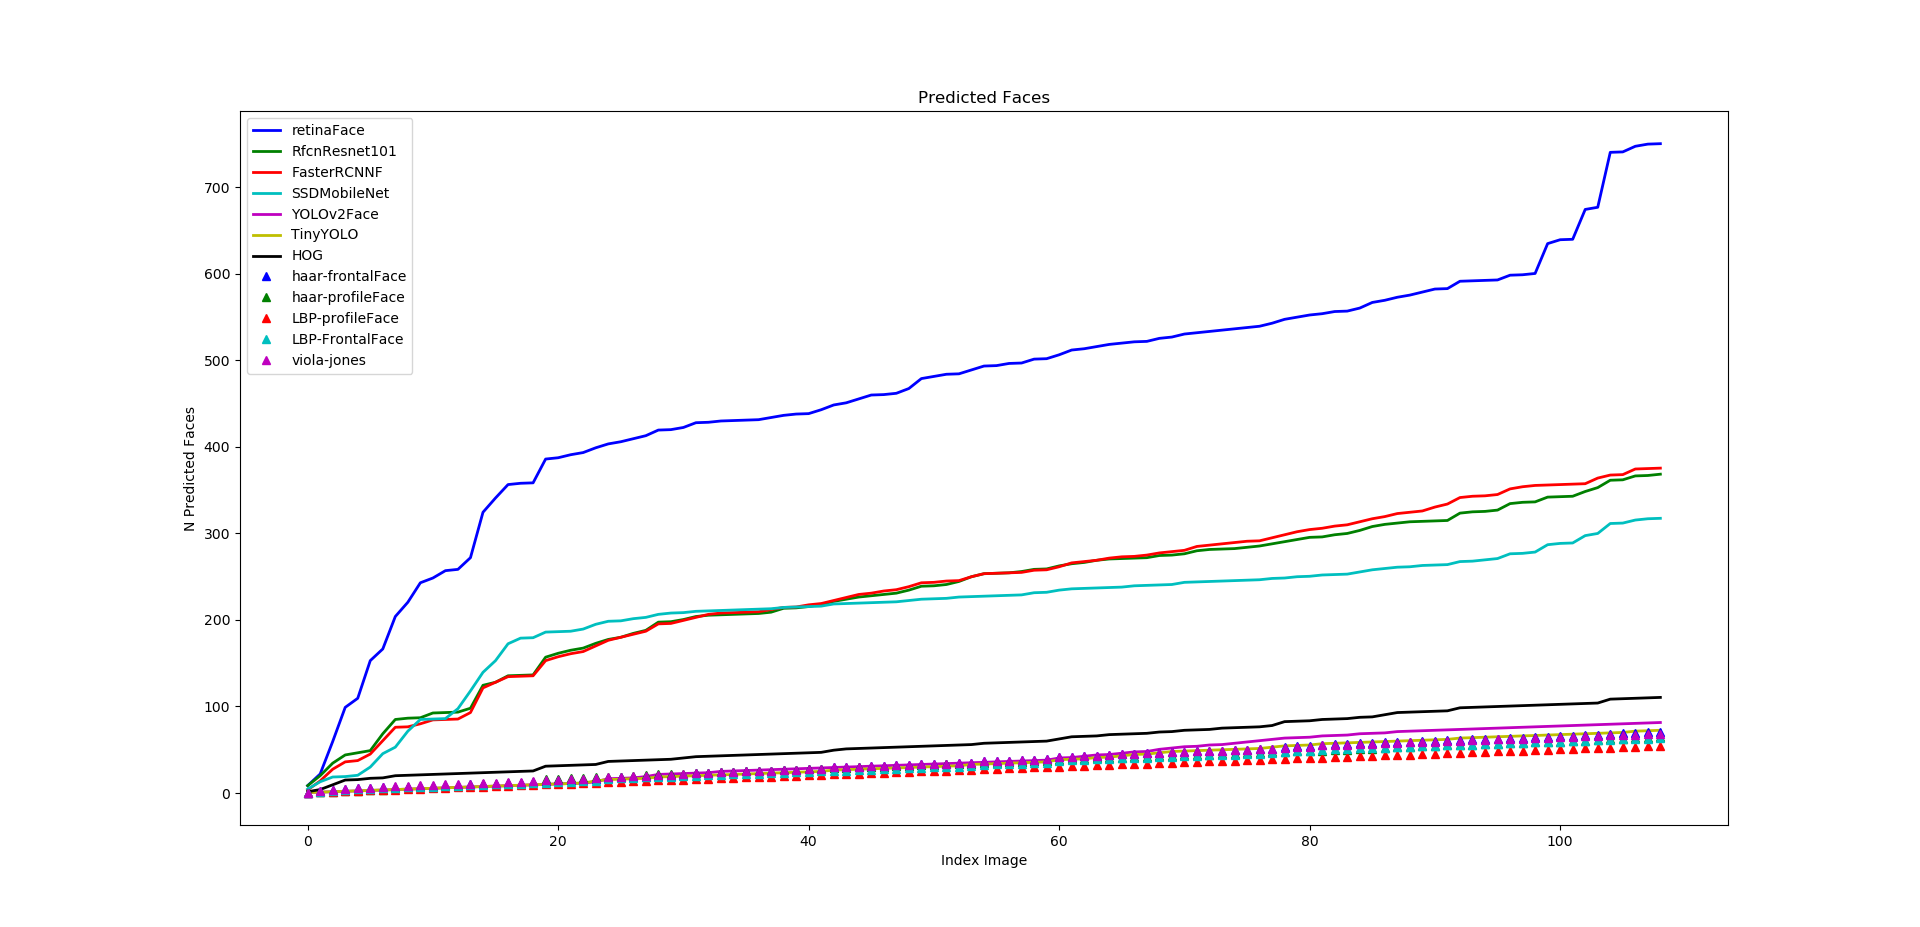 Predicted Faces
retinaFace
RfcnResnet101
FasterRCNNF
SSDMobileNet
YOLOv2Face
TinyYOLO
HOG
haar-frontalFace
haar-profileFace
LBP-profileFace
LBP-FrontalFace
viola-jones
N Predicted Faces
700
600
500
400
300
200
100
0
0 20 40 60 80 100
Index Image